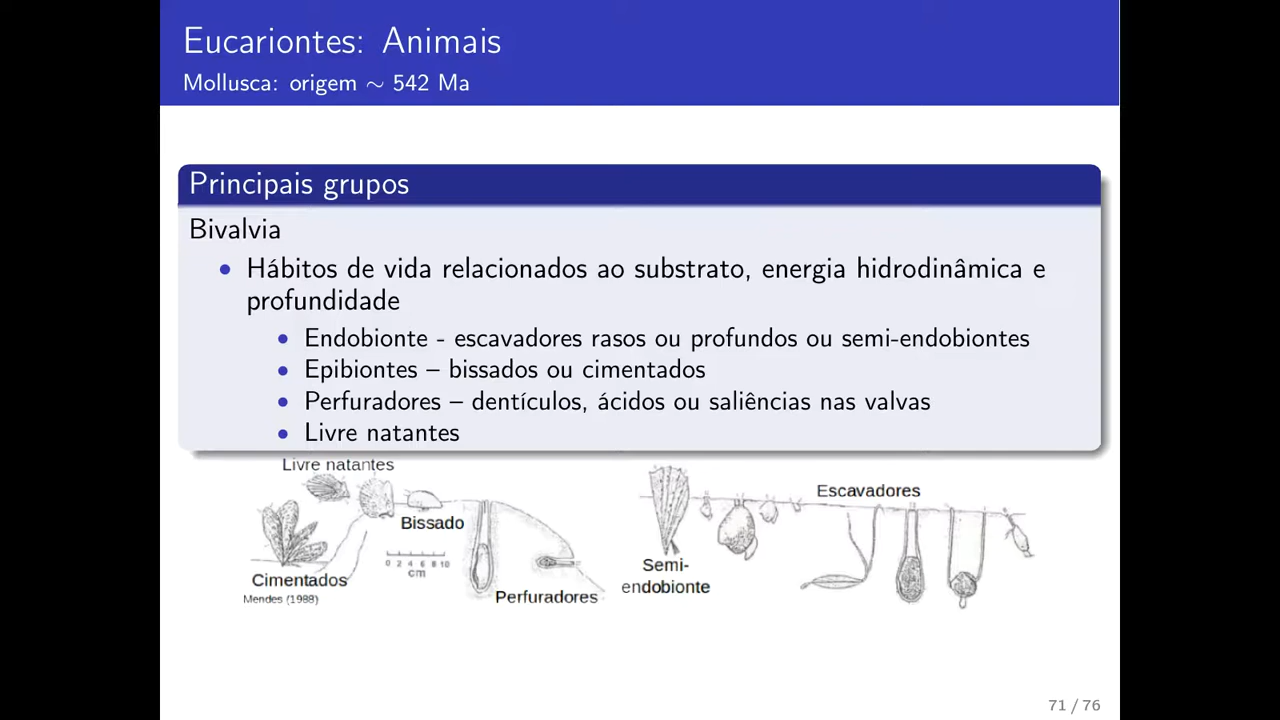 Eucariontes: Animais
Mollusca: origem ∼ 542 Ma
Principais grupos
Bivalvia
• Hábitos de vida relacionados ao substrato, energia hidrodinâmica e
profundidade
• Endobionte - escavadores rasos ou profundos ou semi-endobiontes
• Epibiontes – bissados ou cimentados
• Perfuradores – dentículos, ácidos ou saliências nas valvas
• Livre natantes
Livre natantes
Bissado
0 2 4 6 8 10
cm
Cimentados
Mendes (1988)
Perfuradores
Semi-
endobionte
Escavadores
71 / 76